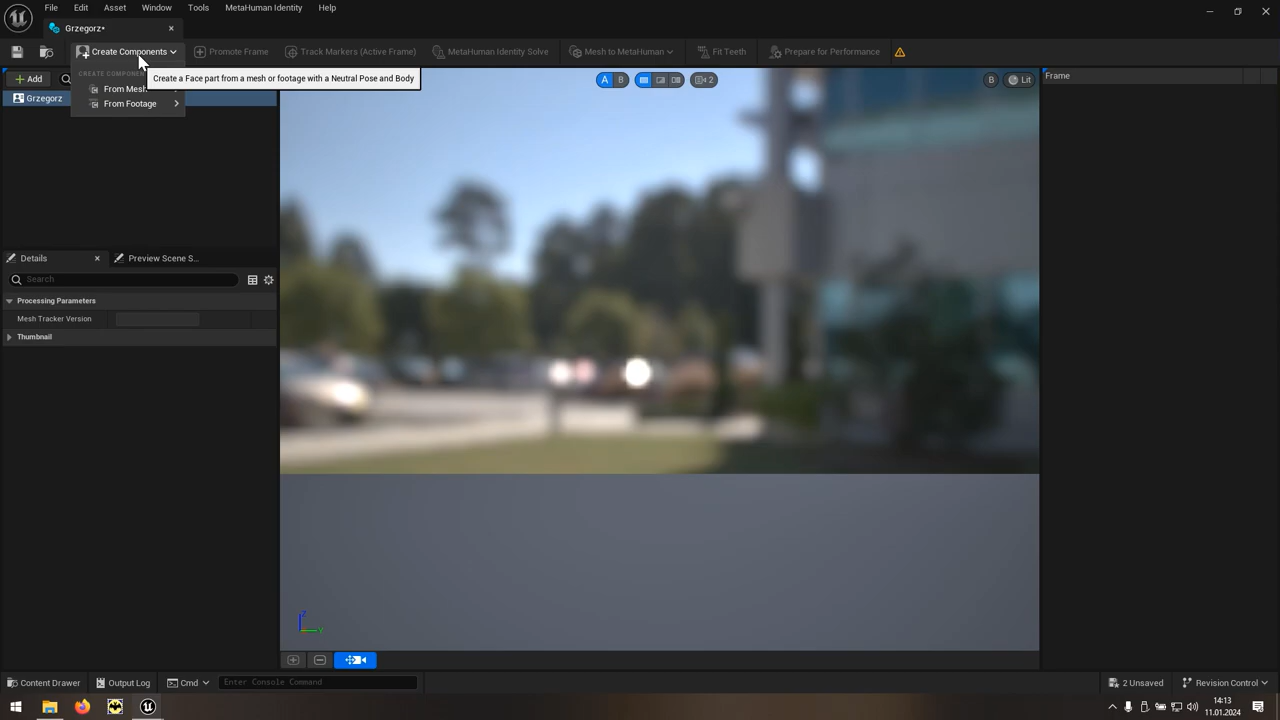 File Edit Asset Window Tools MetaHuman Identity Help
Grzegorz*
Create Components Promote Frame Track Markers (Active Frame) MetaHuman Identity Solve Mesh to MetaHuman Fit Teeth Prepare for Performance
Create a Face part from a mesh or footage with a Neutral Pose and Body
Add
CREATE COMPONEN
From Mesh
From Footage
Grzegorz
A B
2
B Lit
Frame
Details
Preview Scene S...
Search
Processing Parameters
Mesh Tracker Version
Thumbnail
Z
Y
Content Drawer Output Log Cmd Enter Console Command 2 Unsaved Revision Control
14:13
11.01.2024